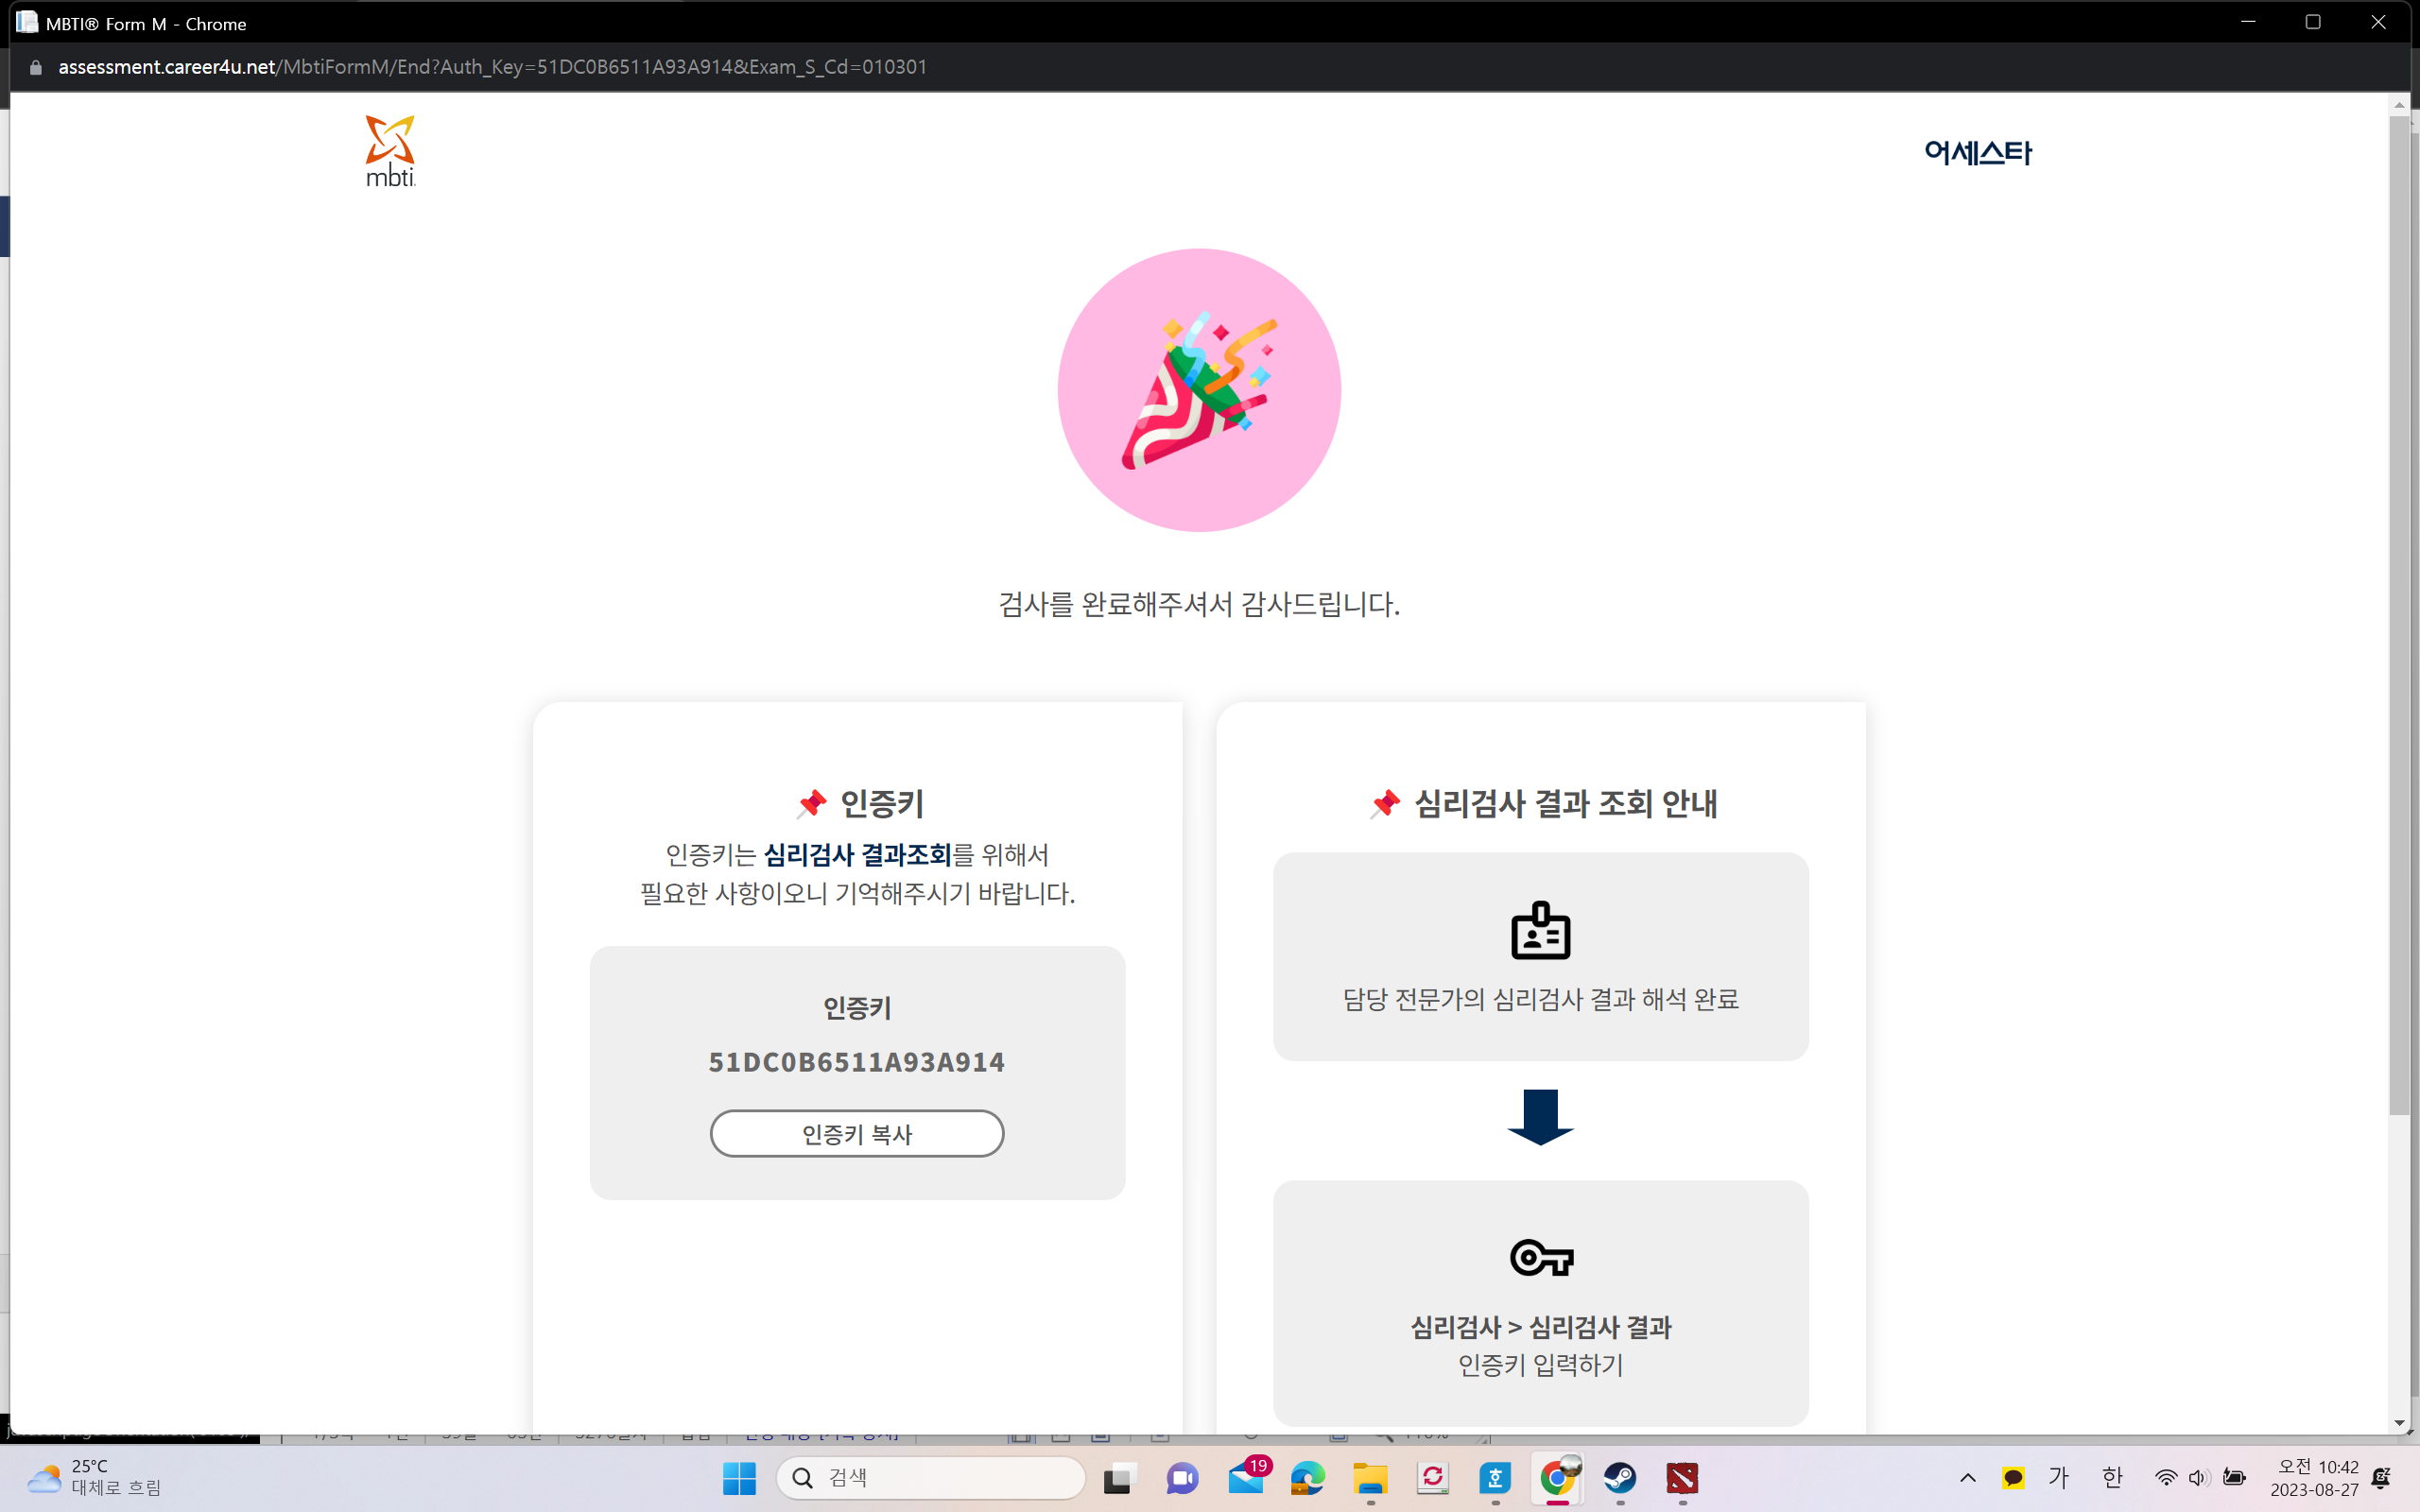 MBTI® Form M - Chrome
assessment.career4u.net/MbtiFormM/End?Auth_Key=51DC0B6511A93A914&Exam_S_Cd=010301
mbti.
어세스타
검사를 완료해주셔서 감사드립니다.
인증키
인증키는 심리검사 결과조회를 위해서
필요한 사항이오니 기억해주시기 바랍니다.
인증키
51DC0B6511A93A914
인증키 복사
심리검사 결과 조회 안내
담당 전문가의 심리검사 결과 해석 완료
심리검사 > 심리검사 결과
인증키 입력하기
25°C
대체로 흐림
검색
19
호
가
한
오전 10:42
2023-08-27